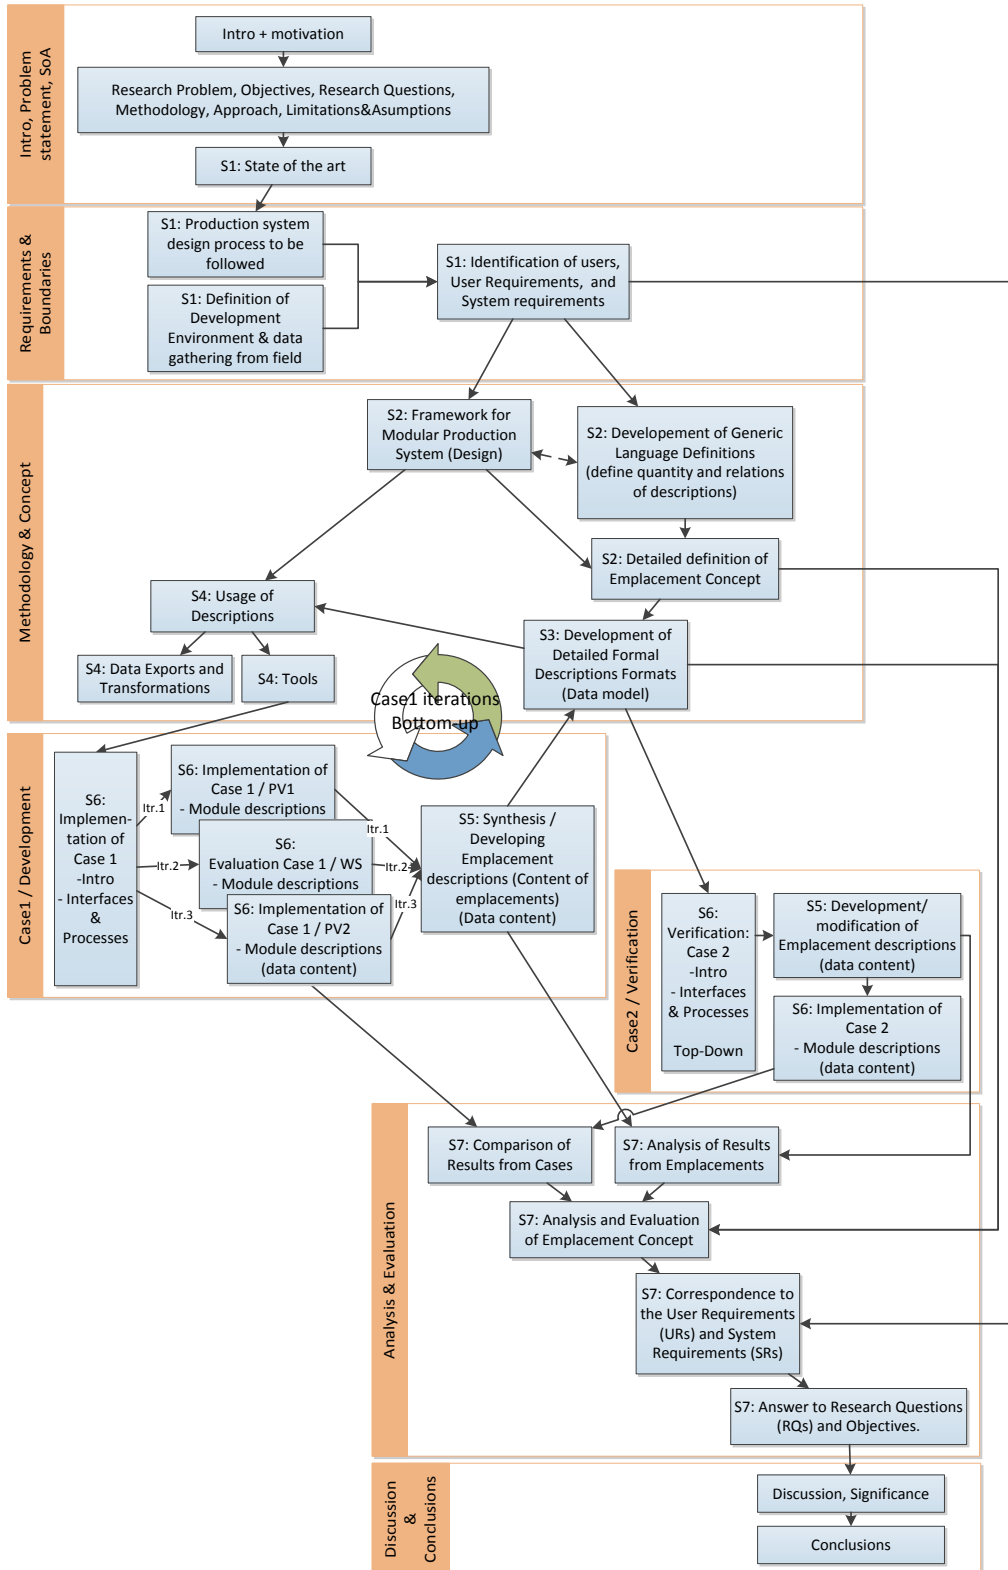 Intro, Problem
statement, SoA
Intro + motivation
Research Problem, Objectives, Research Questions,
Methodology, Approach, Limitations&Asumptions
S1: State of the art
Requirements &
Boundaries
S1: Production system
design process to be
followed
S1: Definition of
Development
Environment & data
gathering from field
S1: Identification of users,
User Requirements, and
System requirements
Methodology & Concept
S2: Framework for
Modular Production
System (Design)
S2: Developement of Generic
Language Definitions
(define quantity and relations
of descriptions)
S2: Detailed definition of
Emplacement Concept
S4: Usage of
Descriptions
S3: Development of
Detailed Formal
Descriptions Formats
(Data model)
S4: Data Exports and
Transformations
S4: Tools
Case1 iterations
Bottom-up
Case1 / Development
S6:
Implemen-
tation of
Case 1
-Intro
- Interfaces
&
Processes
Itr.1
Itr.2
Itr.3
S6: Implementation of
Case 1 / PV1
- Module descriptions
S6:
Evaluation Case 1 / WS
- Module descriptions
S6: Implementation of
Case 1 / PV2
- Module descriptions
(data content)
Itr.1
Itr.2
Itr.3
S5: Synthesis /
Developing
Emplacement
descriptions (Content of
emplacements)
(Data content)
Case2 / Verification
S6:
Verification:
Case 2
-Intro
- Interfaces
& Processes
Top-Down
S5: Development/
modification of
Emplacement descriptions
(data content)
S6: Implementation of
Case 2
- Module descriptions
(data content)
Analysis & Evaluation
S7: Comparison of
Results from Cases
S7: Analysis of Results
from Emplacements
S7: Analysis and Evaluation
of Emplacement Concept
S7: Correspondence to
the User Requirements
(URs) and System
Requirements (SRs)
S7: Answer to Research Questions
(RQs) and Objectives.
Discussion
&
Conclusions
Discussion, Significance
Conclusions